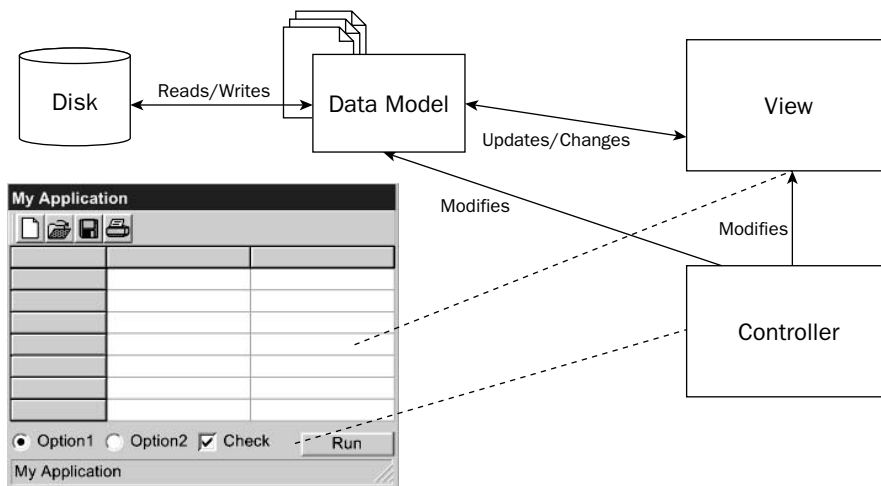 Disk
Reads/Writes
Data Model
View
Updates/Changes
Modifies
Modifies
Controller
My Application
Option1
Option2
Check
Run
My Application